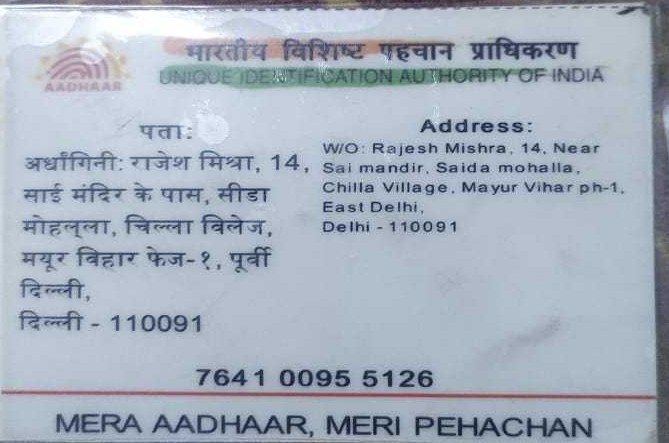 भारतीय विशिष्ट पहचान प्राधिकरण
UNIQUE IDENTIFICATION AUTHORITY OF INDIA
AADHAAR
पता:
अर्धांगिनी: राजेश मिश्रा, 14,
साई मंदिर के पास, सीडा
मोहल्ला, चिल्ला विलेज,
मयूर विहार फेज-१, पूर्वी
दिल्ली,
दिल्ली - 110091
Address:
W/O: Rajesh Mishra, 14, Near
Sai mandir, Saida mohalla,
Chilla Village, Mayur Vihar ph-1,
East Delhi,
Delhi - 110091
7641 0095 5126
MERA AADHAAR, MERI PEHACHAN